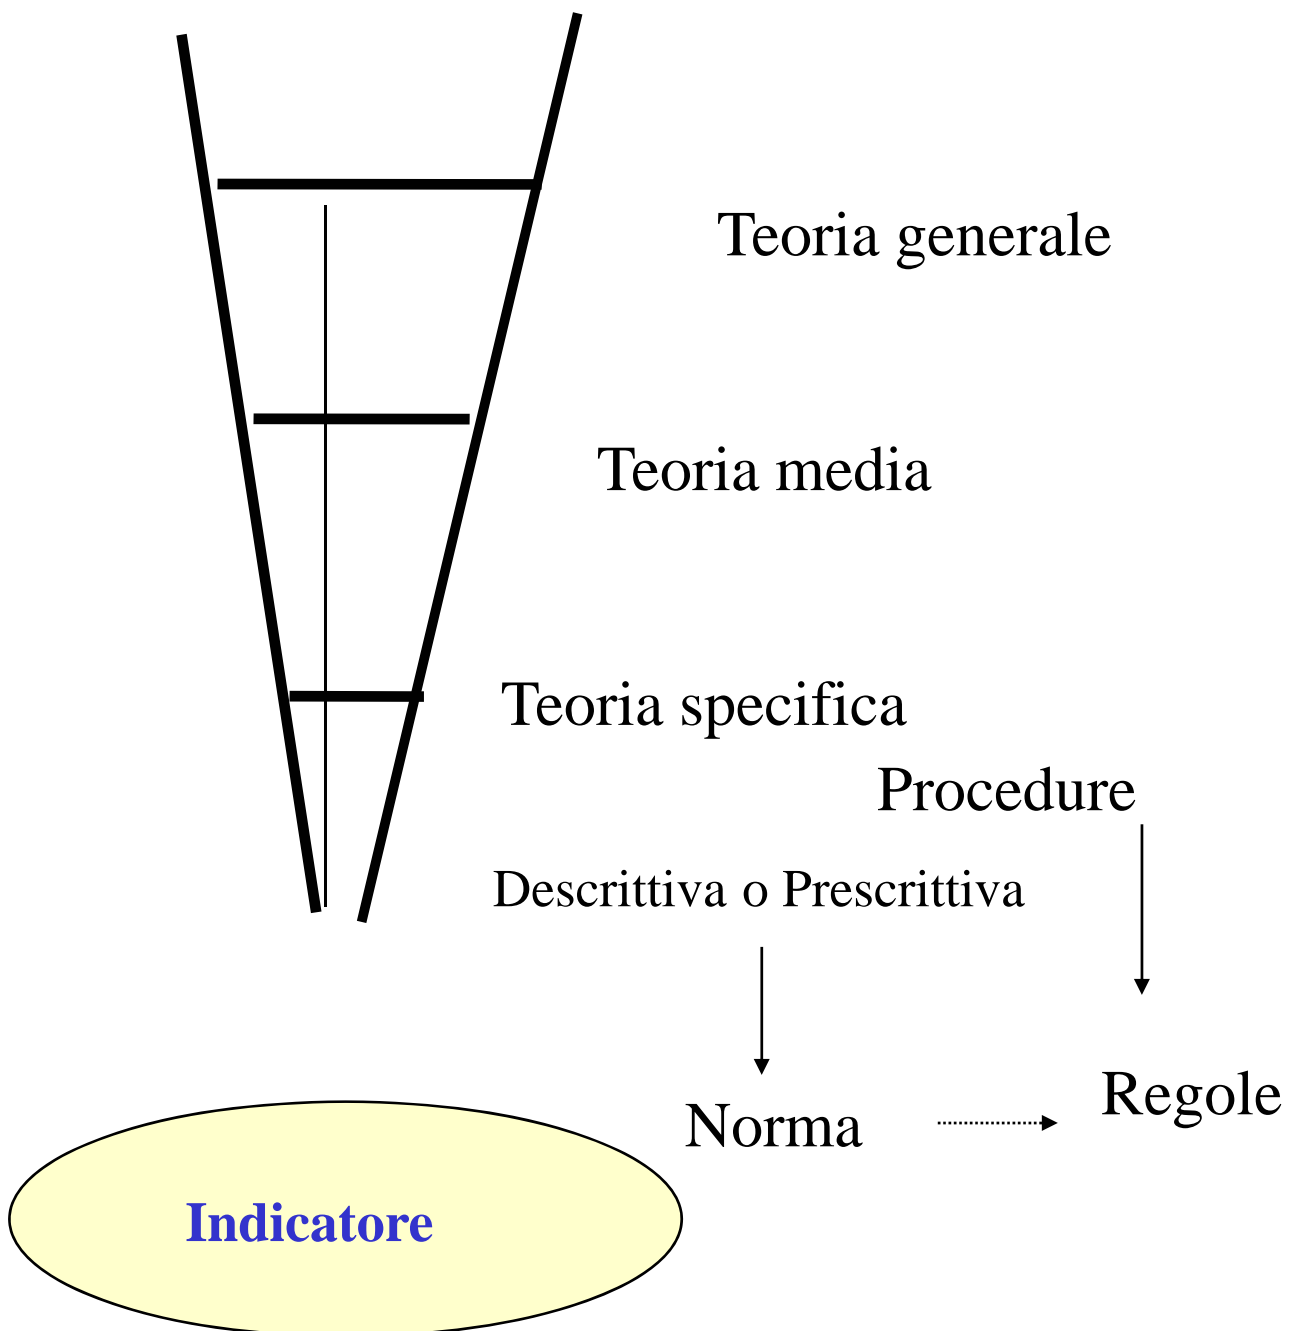 Teoria generale
Teoria media
Teoria specifica
Procedure
Descrittiva o Prescrittiva
Regole
Norma
Indicatore